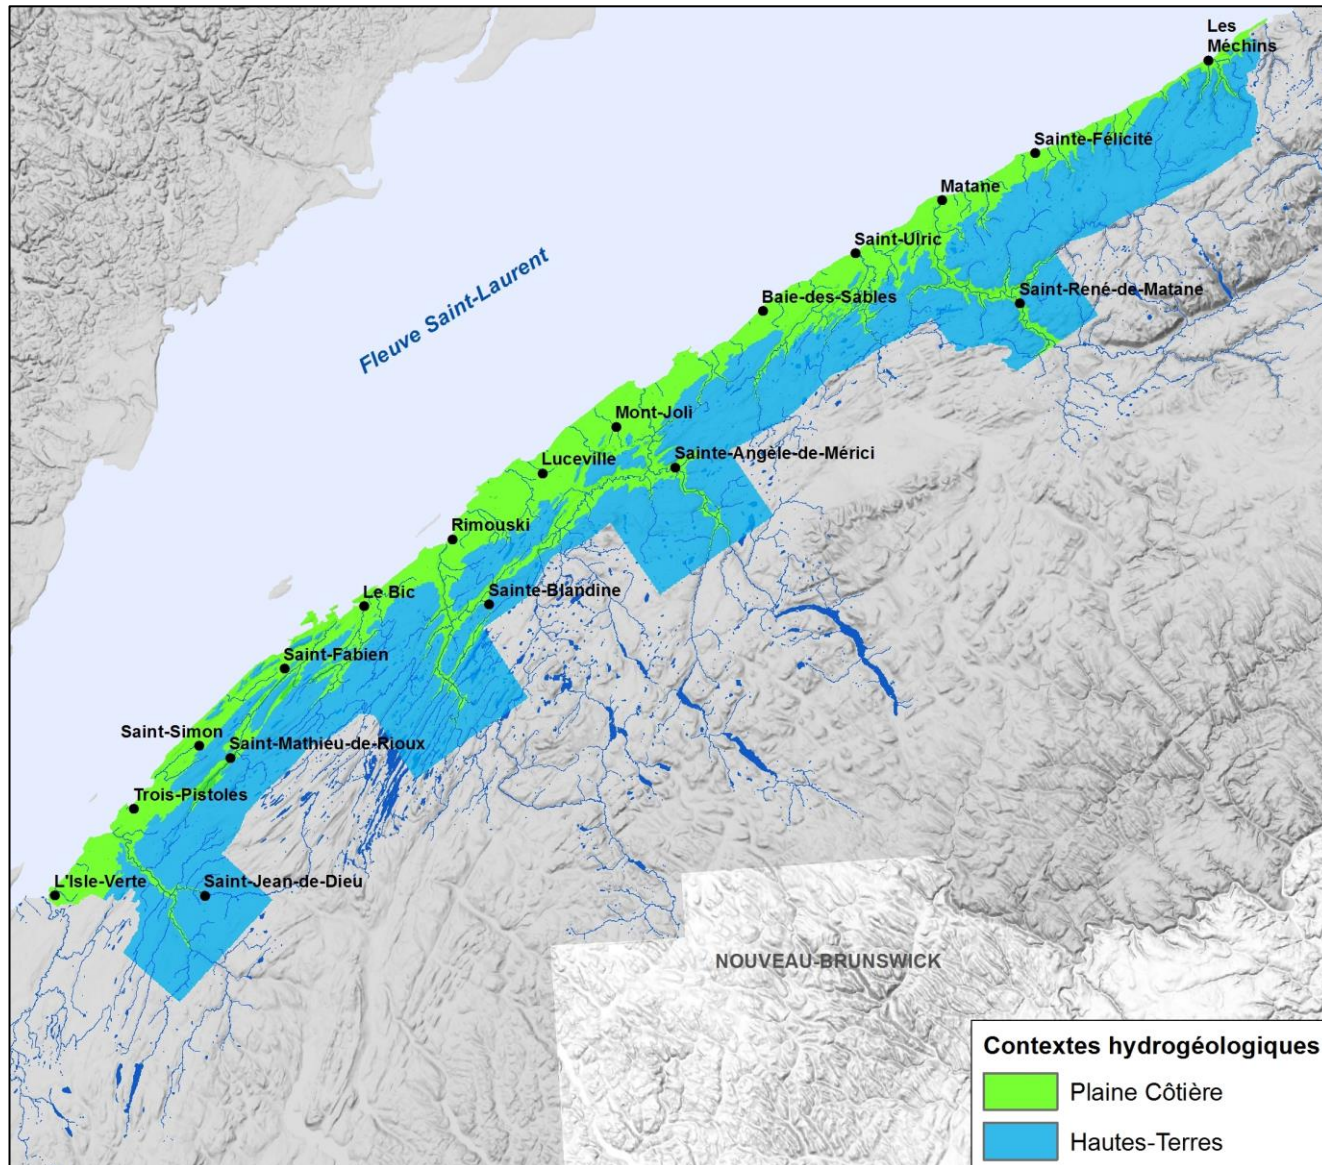 Les
Méchins
Sainte-Félicité
Matane
Saint-Ulric
Baie-des-Sables
Saint-René-de-Matane
Fleuve Saint-Laurent
Mont-Joli
Luceville
Sainte-Angèle-de-Mérici
Rimouski
Le Bic
Sainte-Blandine
Saint-Fabien
Saint-Simon
Saint-Mathieu-de-Rioux
Trois-Pistoles
L'Isle-Verte
Saint-Jean-de-Dieu
NOUVEAU-BRUNSWICK
Contextes hydrogéologiques
Plaine Côtière
Hautes-Terres